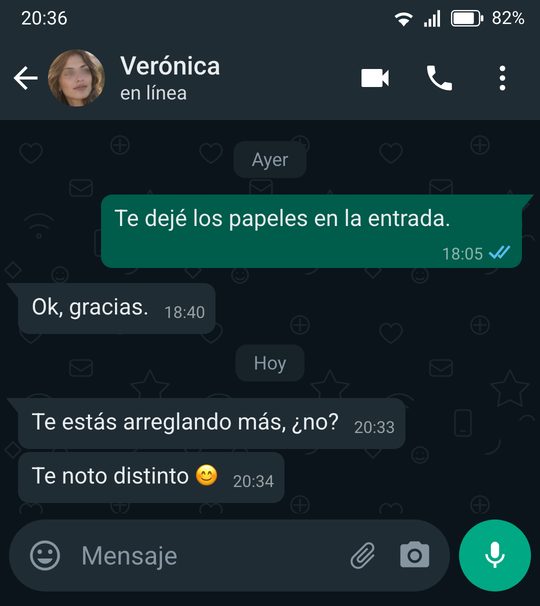 20:36
82%
Verónica
en línea
Ayer
Te dejé los papeles en la entrada.
18:05
Ok, gracias. 18:40
Hoy
Te estás arreglando más, ¿no? 20:33
Te noto distinto 😊 20:34
Mensaje